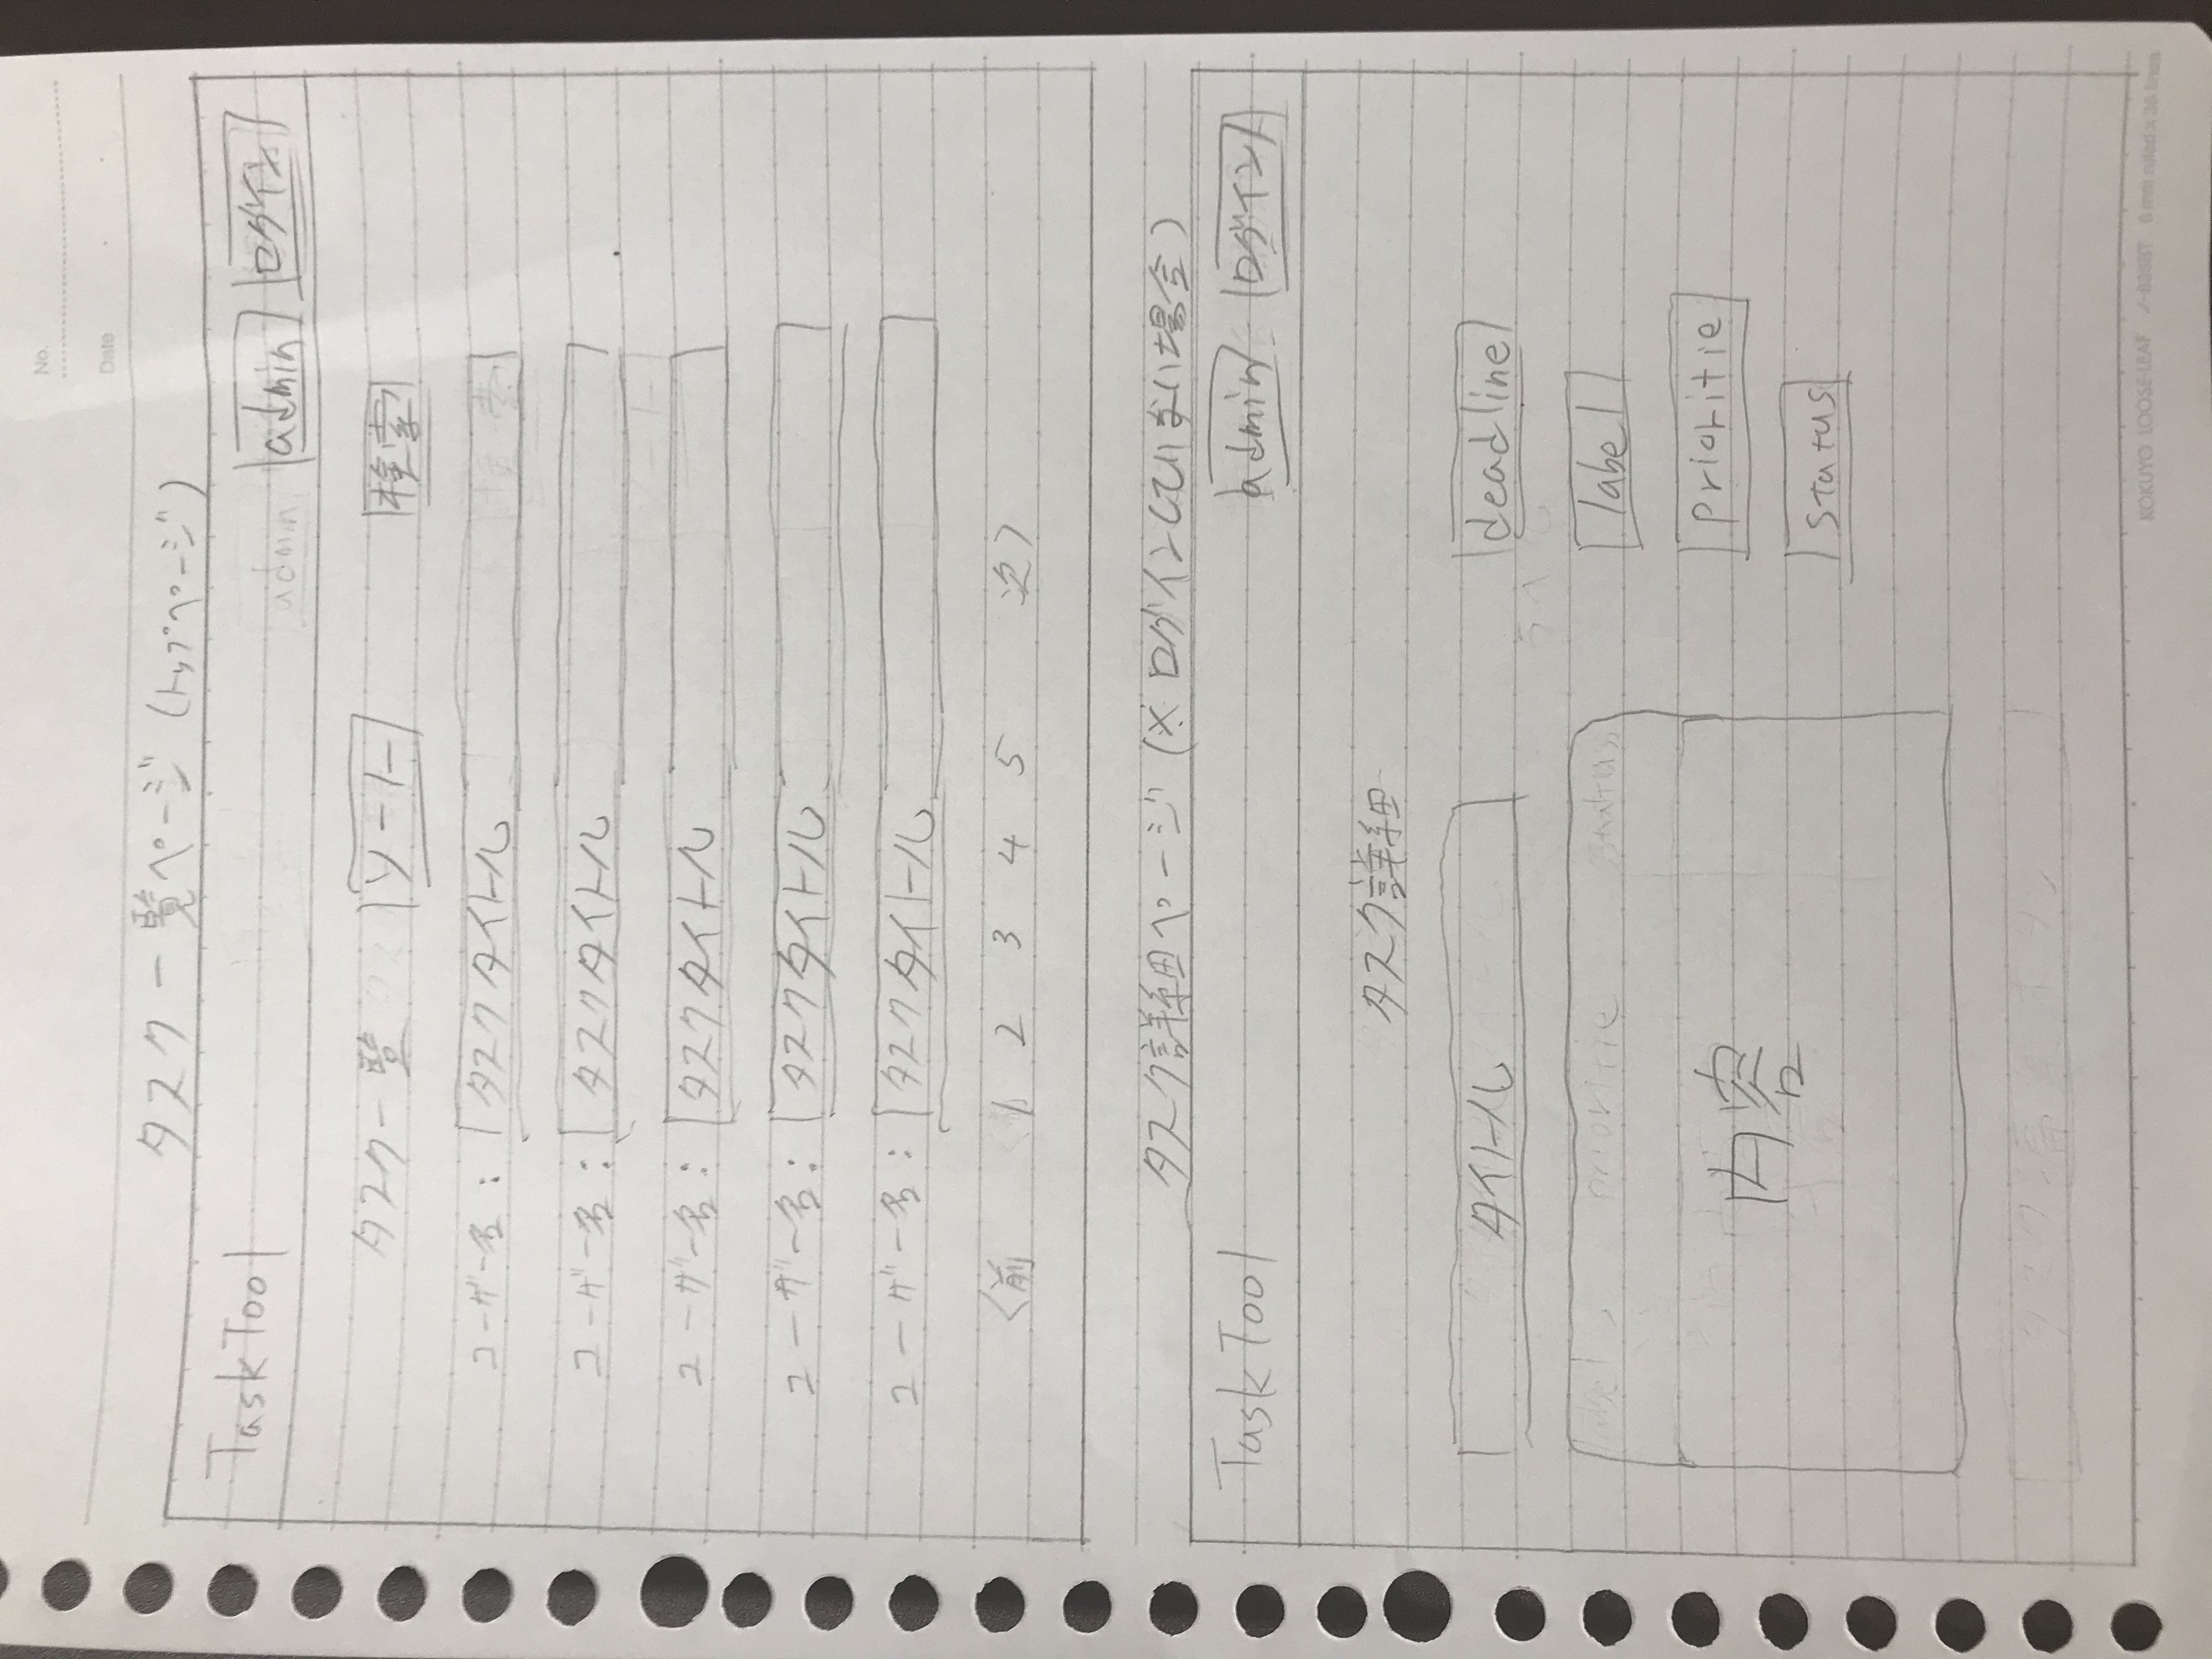 No.
Date
タスク一覧ページ(トップページ)
TaskTool admin ログイン
タスク一覧 ソート 検索
ユーザー名: タスクタイトル
ユーザー名: タスクタイトル
ユーザー名: タスクタイトル
ユーザー名: タスクタイトル
ユーザー名: タスクタイトル
<前 1 2 3 4 5 次>
タスク詳細ページ(※ログインしていない場合)
TaskTool admin ログイン
タスク詳細
タイトル deadline
label
prioritie
内容
status
KOKUYO LOOSE-LEAF ノ-836BT 6 mm ruled x 36 lines